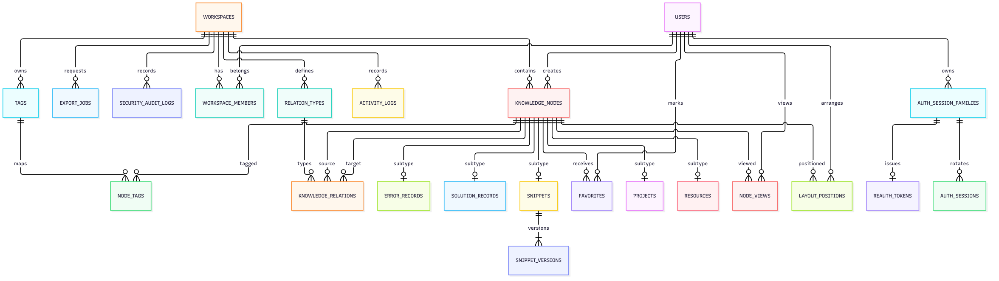 WORKSPACES
USERS
owns
requests
records
has
belongs
defines
records
contains
creates
owns
TAGS
EXPORT_JOBS
SECURITY_AUDIT_LOGS
WORKSPACE_MEMBERS
RELATION_TYPES
ACTIVITY_LOGS
KNOWLEDGE_NODES
marks
views
arranges
AUTH_SESSION_FAMILIES
maps
tagged
types
source
target
subtype
subtype
subtype
receives
subtype
subtype
viewed
positioned
issues
rotates
NODE_TAGS
KNOWLEDGE_RELATIONS
ERROR_RECORDS
SOLUTION_RECORDS
SNIPPETS
FAVORITES
PROJECTS
RESOURCES
NODE_VIEWS
LAYOUT_POSITIONS
REAUTH_TOKENS
AUTH_SESSIONS
versions
SNIPPET_VERSIONS